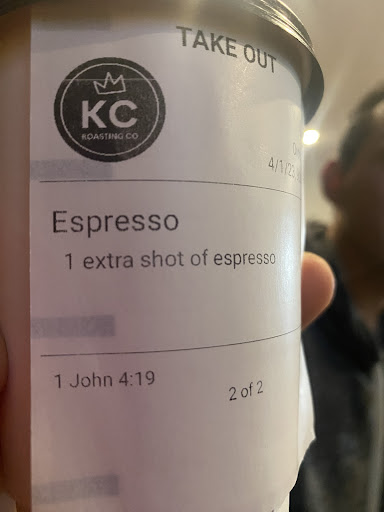 TAKE OUT
KC
ROASTING CO
Espresso
1 extra shot of espresso
1 John 4:19
2 of 2